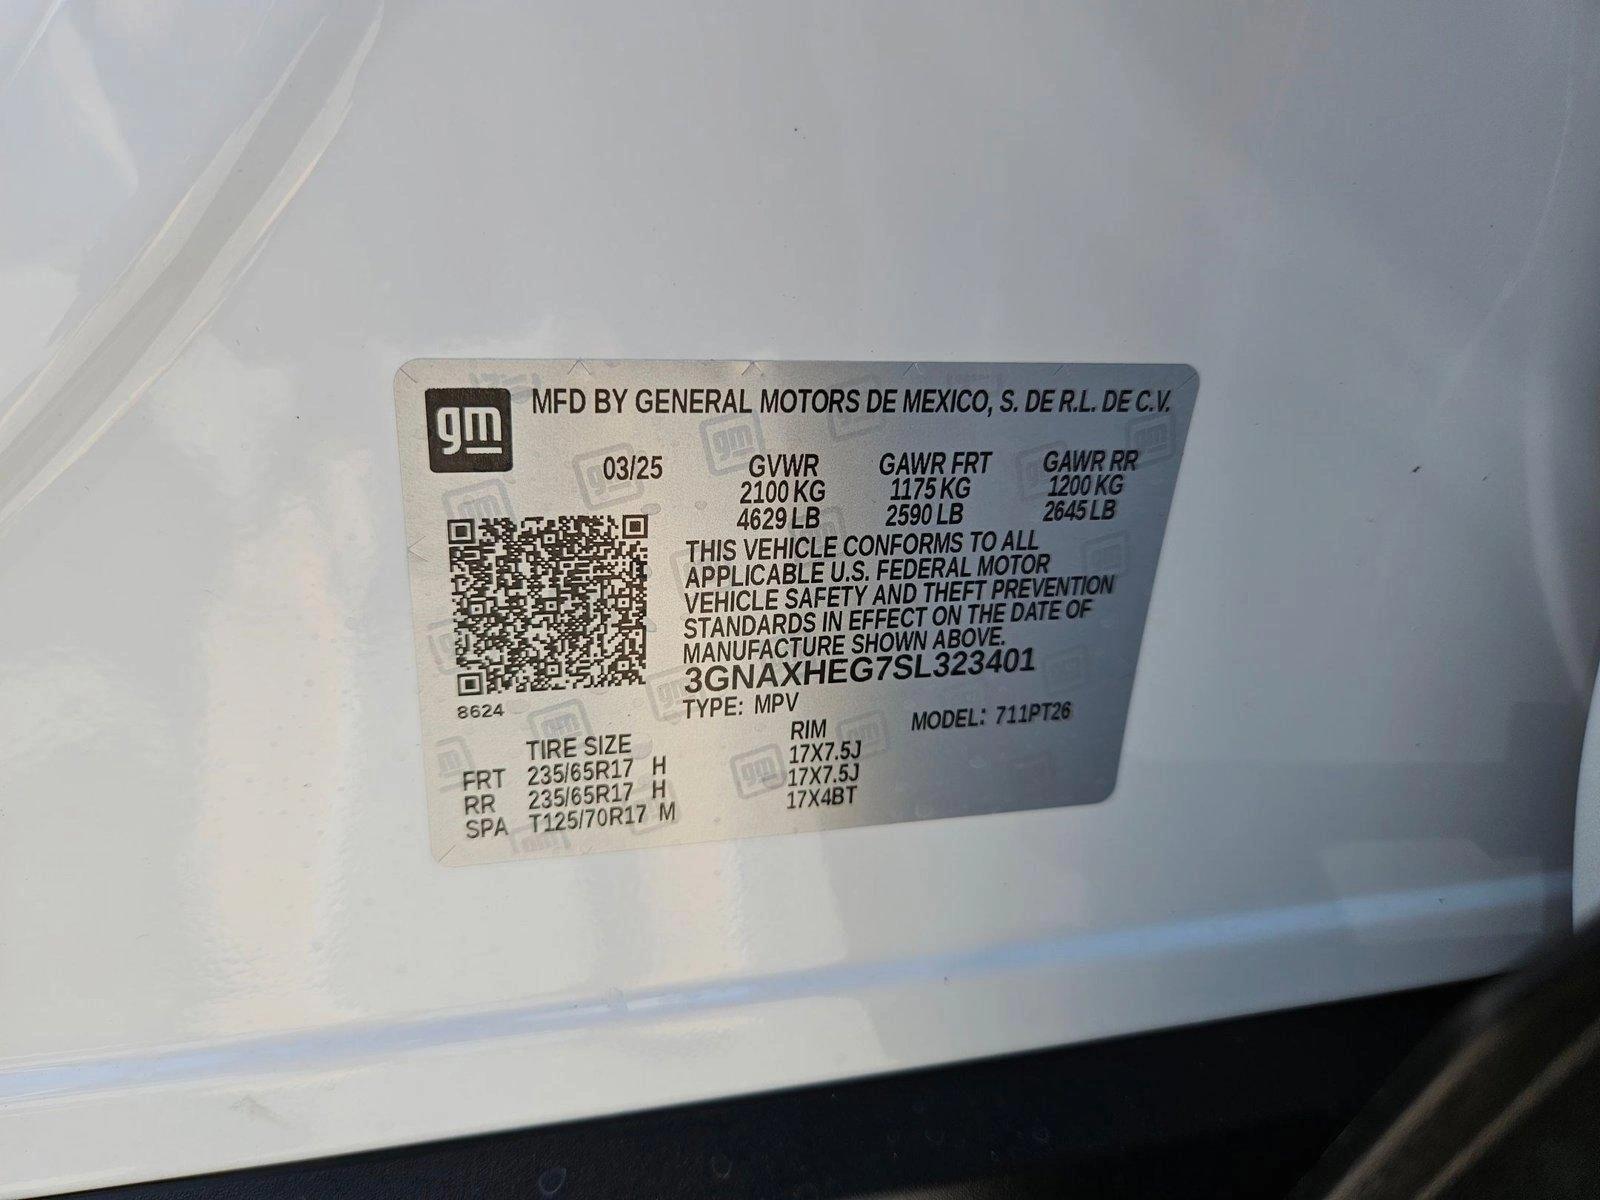 gm
MFD BY GENERAL MOTORS DE MEXICO, S. DE R.L. DE C.V.
03/25 GVWR GAWR FRT GAWR RR
2100 KG 1175 KG 1200 KG
4629 LB 2590 LB 2645 LB
THIS VEHICLE CONFORMS TO ALL
APPLICABLE U.S. FEDERAL MOTOR
VEHICLE SAFETY AND THEFT PREVENTION
STANDARDS IN EFFECT ON THE DATE OF
MANUFACTURE SHOWN ABOVE.
3GNAXHEG7SL323401
8624
TYPE: MPV MODEL: 711PT26
TIRE SIZE RIM
FRT 235/65R17 H 17X7.5J
RR 235/65R17 H 17X7.5J
SPA T125/70R17 M 17X4BT